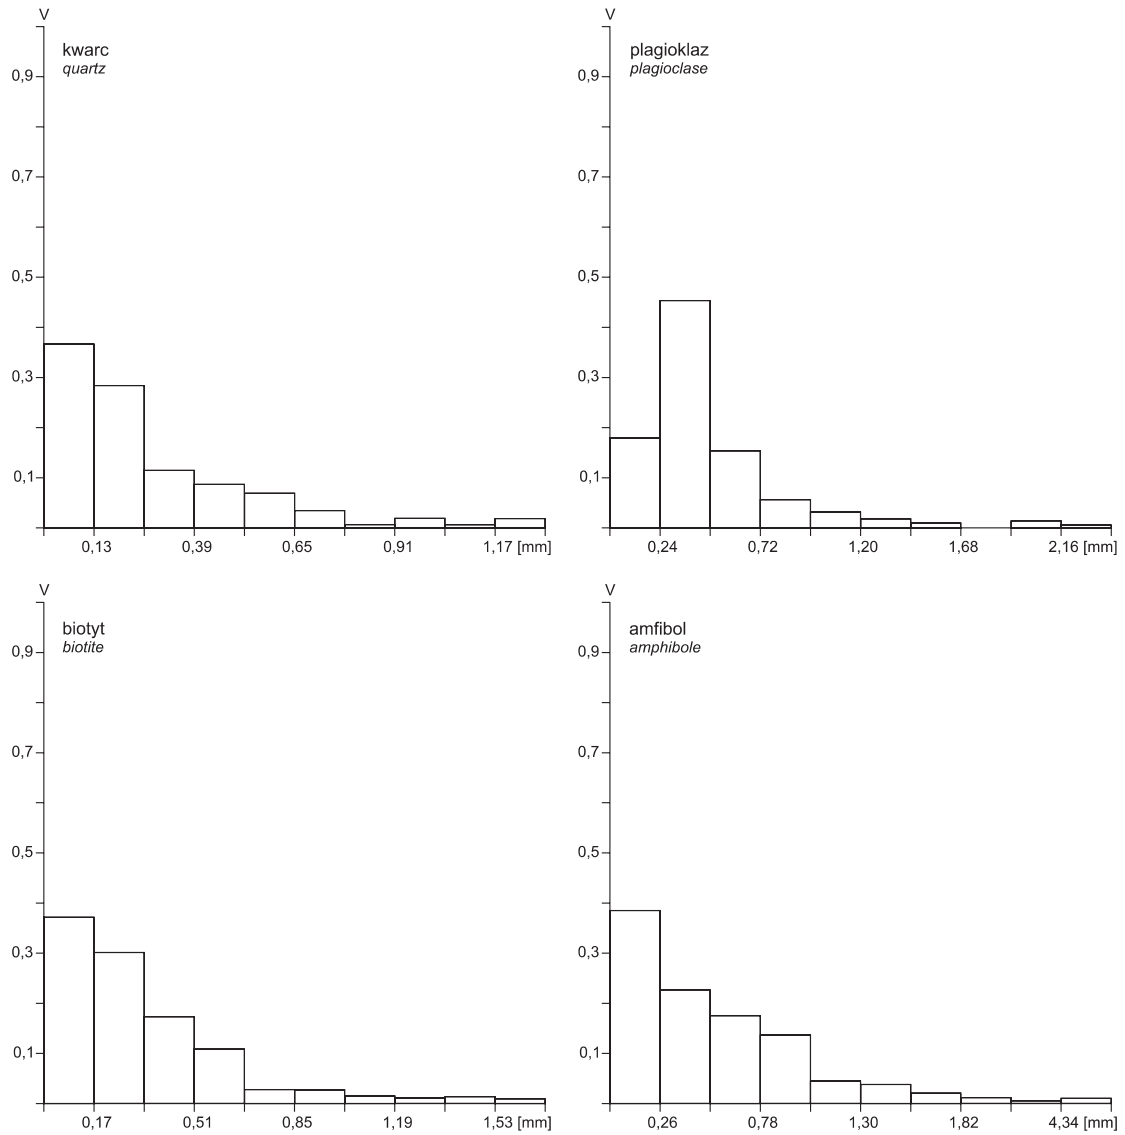 V
kwarc
quartz
0,9
0,7
0,5
0,3
0,1
0,13 0,39 0,65 0,91 1,17 [mm]
V
plagioklaz
plagioclase
0,9
0,7
0,5
0,3
0,1
0,24 0,72 1,20 1,68 2,16 [mm]
V
biotyt
biotite
0,9
0,7
0,5
0,3
0,1
0,17 0,51 0,85 1,19 1,53 [mm]
V
amfibol
amphibole
0,9
0,7
0,5
0,3
0,1
0,26 0,78 1,30 1,82 4,34 [mm]